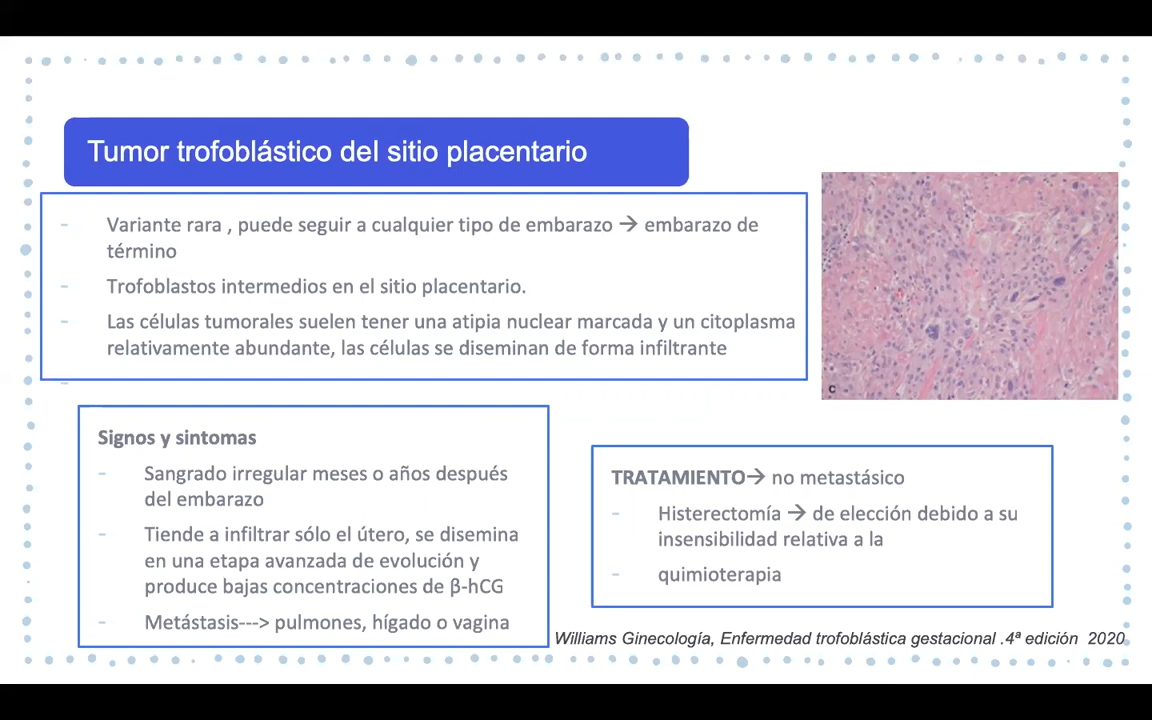 Tumor trofoblástico del sitio placentario
- Variante rara , puede seguir a cualquier tipo de embarazo → embarazo de
término
- Trofoblastos intermedios en el sitio placentario.
- Las células tumorales suelen tener una atipia nuclear marcada y un citoplasma
relativamente abundante, las células se diseminan de forma infiltrante
-
C
Signos y sintomas
- Sangrado irregular meses o años después
del embarazo
- Tiende a infiltrar sólo el útero, se disemina
en una etapa avanzada de evolución y
produce bajas concentraciones de β-hCG
- Metástasis---> pulmones, hígado o vagina
TRATAMIENTO→ no metastásico
- Histerectomía → de elección debido a su
insensibilidad relativa a la
- quimioterapia
Williams Ginecología, Enfermedad trofoblástica gestacional .4ª edición 2020